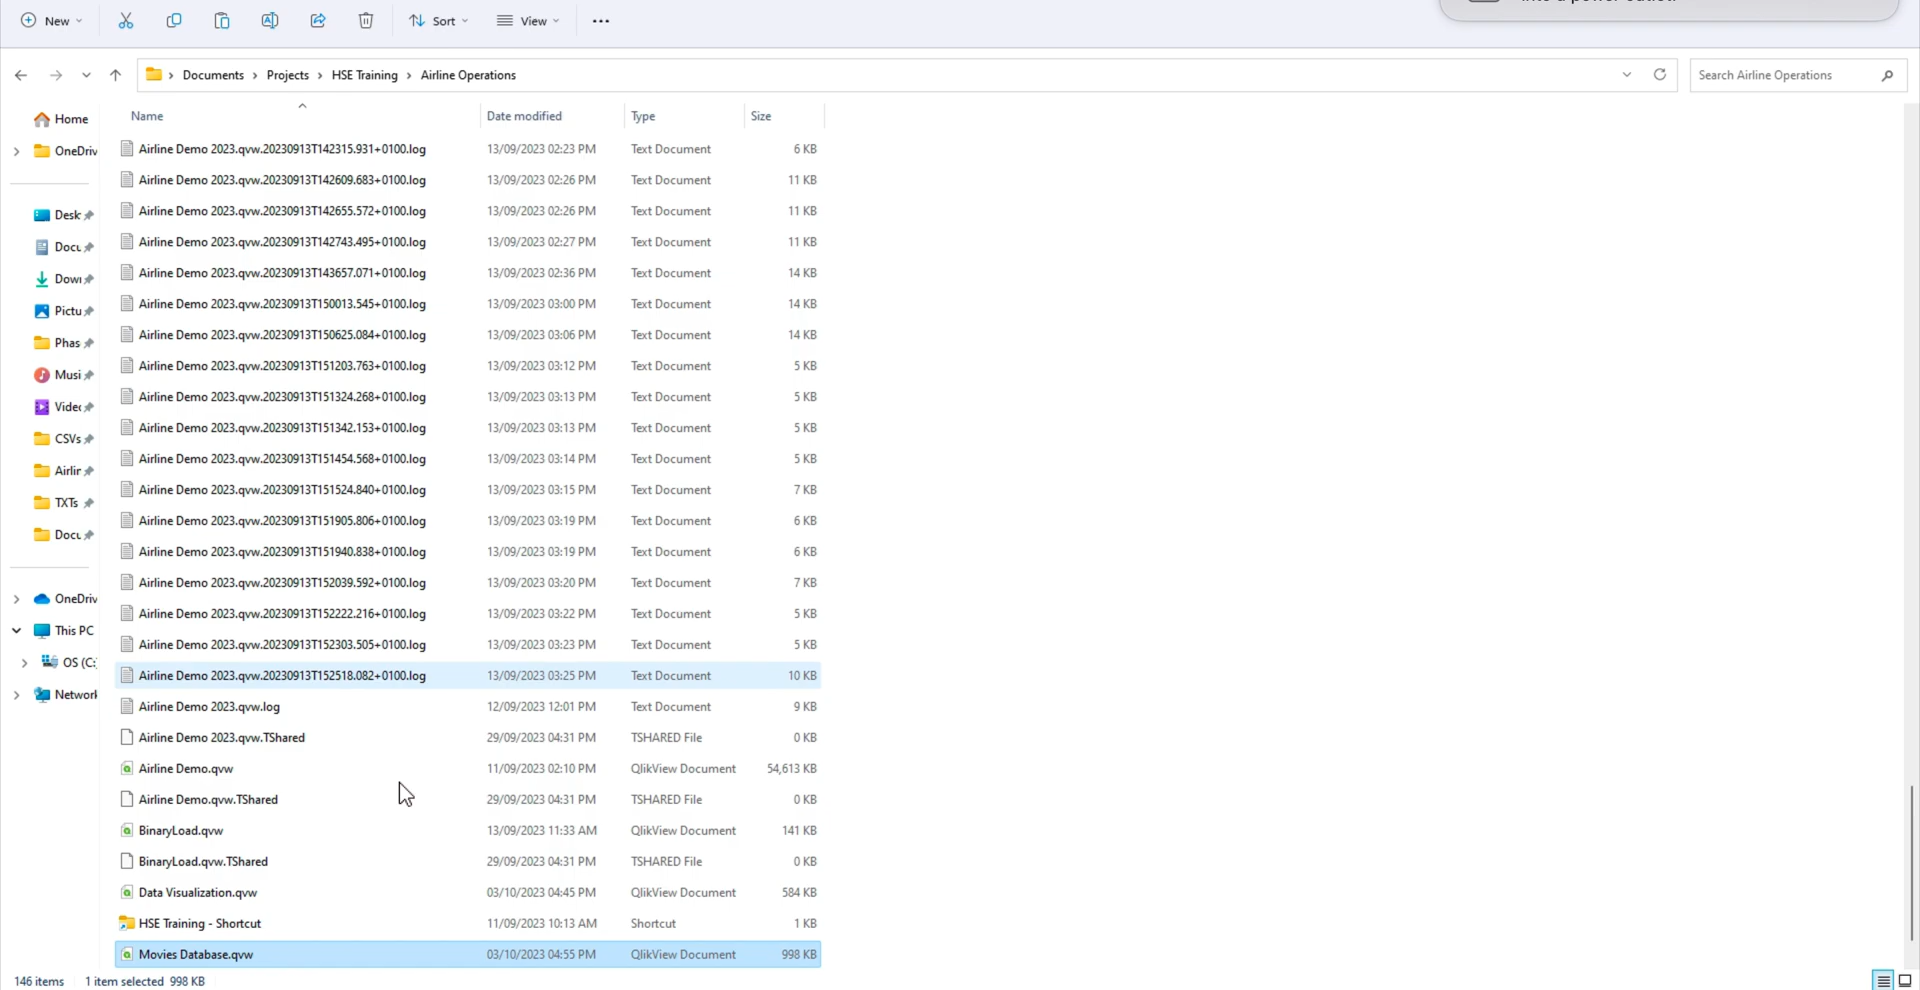 New
Sort
View
Documents > Projects > HSE Training > Airline Operations
Search Airline Operations
Name Date modified Type Size
Home
OneDriv
Desk
Docu
Down
Pictu
Phas
Musi
Videc
CSVs
Airlin
TXTs
Docu
OneDriv
This PC
OS (C:
Network
Airline Demo 2023.qvw.20230913T142315.931+0100.log 13/09/2023 02:23 PM Text Document 6 KB
Airline Demo 2023.qvw.20230913T142609.683+0100.log 13/09/2023 02:26 PM Text Document 11 KB
Airline Demo 2023.qvw.20230913T142655.572+0100.log 13/09/2023 02:26 PM Text Document 11 KB
Airline Demo 2023.qvw.20230913T142743.495+0100.log 13/09/2023 02:27 PM Text Document 11 KB
Airline Demo 2023.qvw.20230913T143657.071+0100.log 13/09/2023 02:36 PM Text Document 14 KB
Airline Demo 2023.qvw.20230913T150013.545+0100.log 13/09/2023 03:00 PM Text Document 14 KB
Airline Demo 2023.qvw.20230913T150625.084+0100.log 13/09/2023 03:06 PM Text Document 14 KB
Airline Demo 2023.qvw.20230913T151203.763+0100.log 13/09/2023 03:12 PM Text Document 5 KB
Airline Demo 2023.qvw.20230913T151324.268+0100.log 13/09/2023 03:13 PM Text Document 5 KB
Airline Demo 2023.qvw.20230913T151342.153+0100.log 13/09/2023 03:13 PM Text Document 5 KB
Airline Demo 2023.qvw.20230913T151454.568+0100.log 13/09/2023 03:14 PM Text Document 5 KB
Airline Demo 2023.qvw.20230913T151524.840+0100.log 13/09/2023 03:15 PM Text Document 7 KB
Airline Demo 2023.qvw.20230913T151905.806+0100.log 13/09/2023 03:19 PM Text Document 6 KB
Airline Demo 2023.qvw.20230913T151940.838+0100.log 13/09/2023 03:19 PM Text Document 6 KB
Airline Demo 2023.qvw.20230913T152039.592+0100.log 13/09/2023 03:20 PM Text Document 7 KB
Airline Demo 2023.qvw.20230913T152222.216+0100.log 13/09/2023 03:22 PM Text Document 5 KB
Airline Demo 2023.qvw.20230913T152303.505+0100.log 13/09/2023 03:23 PM Text Document 5 KB
Airline Demo 2023.qvw.20230913T152518.082+0100.log 13/09/2023 03:25 PM Text Document 10 KB
Airline Demo 2023.qvw.log 12/09/2023 12:01 PM Text Document 9 KB
Airline Demo 2023.qvw.TShared 29/09/2023 04:31 PM TSHARED File 0 KB
Airline Demo.qvw 11/09/2023 02:10 PM QlikView Document 54,613 KB
Airline Demo.qvw.TShared 29/09/2023 04:31 PM TSHARED File 0 KB
BinaryLoad.qvw 13/09/2023 11:33 AM QlikView Document 141 KB
BinaryLoad.qvw.TShared 29/09/2023 04:31 PM TSHARED File 0 KB
Data Visualization.qvw 03/10/2023 04:45 PM QlikView Document 584 KB
HSE Training - Shortcut 11/09/2023 10:13 AM Shortcut 1 KB
Movies Database.qvw 03/10/2023 04:55 PM QlikView Document 998 KB
146 items 1 item selected 998 KB